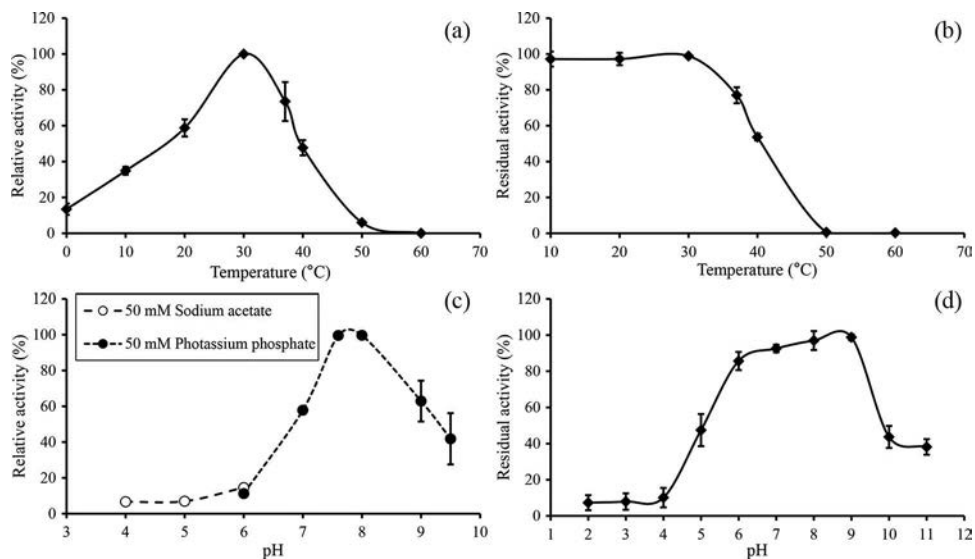 (a)
Relative activity (%)
120
100
80
60
40
20
0
0 10 20 30 40 50 60 70
Temperature (°C)
(b)
Residual activity (%)
120
100
80
60
40
20
0
10 20 30 40 50 60 70
Temperature (°C)
(c)
50 mM Sodium acetate
50 mM Photassium phosphate
Relative activity (%)
120
100
80
60
40
20
0
3 4 5 6 7 8 9 10
pH
(d)
Residual activity (%)
120
100
80
60
40
20
0
1 2 3 4 5 6 7 8 9 10 11 12
pH